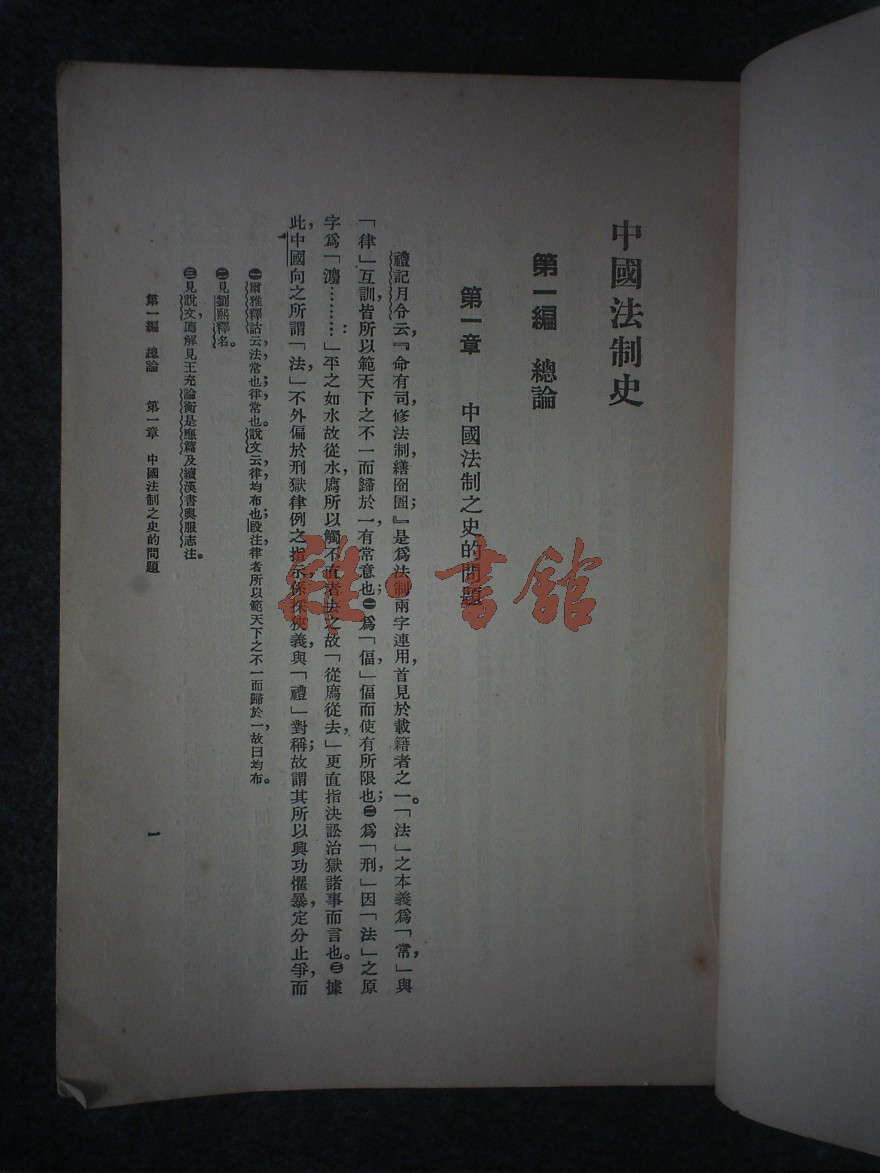 中國法制史
第一編　總論
第一章　中國法制之史的問題
禮記月令云，『命有司修法制，繕囹圄；』是爲法制兩字連用，首見於載籍者之一。「法」之本義爲「常，」與
「律」互訓，皆所以範天下之不一而歸於一，有常意也；㊀爲「偪，」偪而使有所限也；㊁爲「刑，」因「法」之原
字爲「灋………：」平之如水故從水，廌所以觸不直者去之，故「從廌從去」更直指決訟治獄諸事而言也。㊂據
此，中國向之所謂「法，」不外偏於刑獄律例之指示，係採狹義，與「禮」對稱；故謂其所以興功懼暴，定分止爭，而
㊀爾雅釋詁云，法，常也；律，常也。說文云，律，均布也；段注，律者所以範天下之不一而歸於一，故曰均布。
㊁見劉熙釋名。
㊂見說文，廌解見王充論衡是應篇及續漢書輿服志注。
第一編　總論　第一章　中國法制之史的問題
一
雜·書館